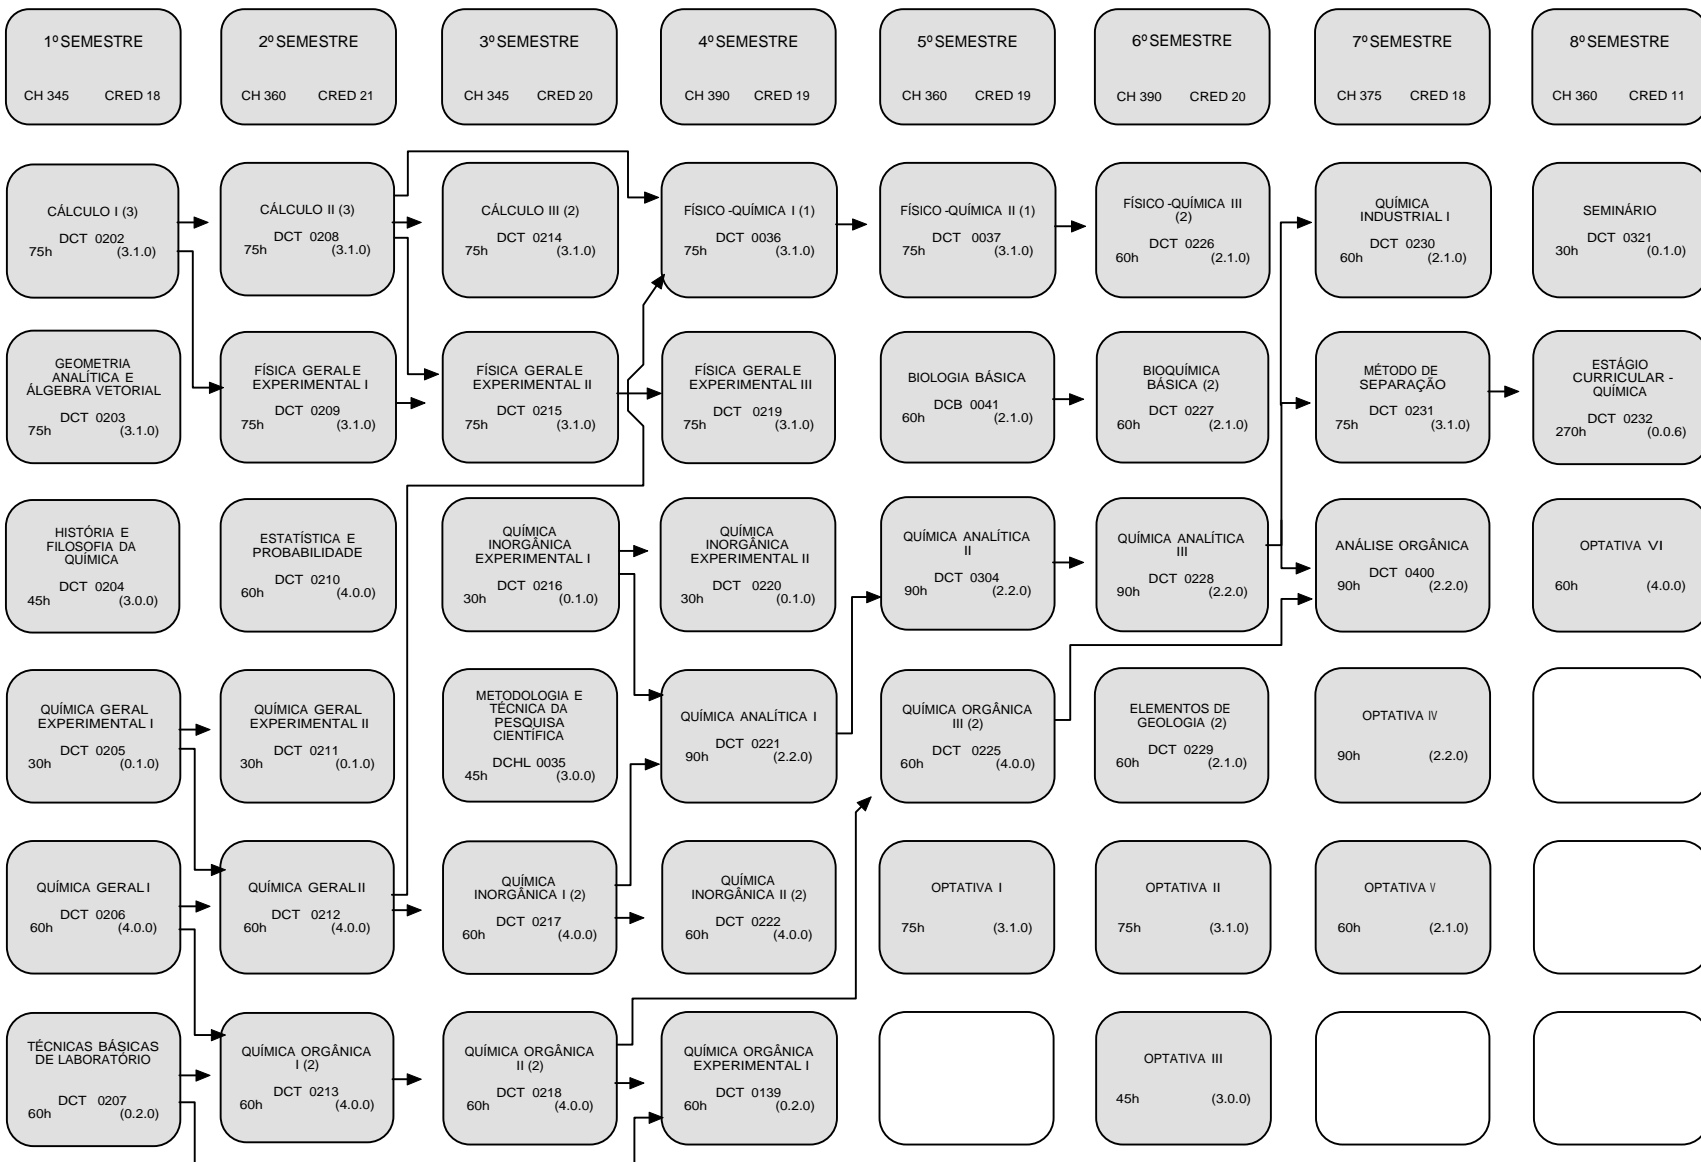 1º SEMESTRE
CH 345 CRED 18
2º SEMESTRE
CH 360 CRED 21
3º SEMESTRE
CH 345 CRED 20
4º SEMESTRE
CH 390 CRED 19
5º SEMESTRE
CH 360 CRED 19
6º SEMESTRE
CH 390 CRED 20
7º SEMESTRE
CH 375 CRED 18
8º SEMESTRE
CH 360 CRED 11
CÁLCULO I (3)
DCT 0202
75h (3.1.0)
CÁLCULO II (3)
DCT 0208
75h (3.1.0)
CÁLCULO III (2)
DCT 0214
75h (3.1.0)
FÍSICO -QUÍMICA I (1)
DCT 0036
75h (3.1.0)
FÍSICO -QUÍMICA II (1)
DCT 0037
75h (3.1.0)
FÍSICO -QUÍMICA III
(2)
DCT 0226
60h (2.1.0)
QUÍMICA
INDUSTRIAL I
DCT 0230
60h (2.1.0)
SEMINÁRIO
DCT 0321
30h (0.1.0)
GEOMETRIA
ANALÍTICA E
ÁLGEBRA VETORIAL
DCT 0203
75h (3.1.0)
FÍSICA GERAL E
EXPERIMENTAL I
DCT 0209
75h (3.1.0)
FÍSICA GERAL E
EXPERIMENTAL II
DCT 0215
75h (3.1.0)
FÍSICA GERAL E
EXPERIMENTAL III
DCT 0219
75h (3.1.0)
BIOLOGIA BÁSICA
DCB 0041
60h (2.1.0)
BIOQUÍMICA
BÁSICA (2)
DCT 0227
60h (2.1.0)
MÉTODO DE
SEPARAÇÃO
DCT 0231
75h (3.1.0)
ESTÁGIO
CURRICULAR -
QUÍMICA
DCT 0232
270h (0.0.6)
HISTÓRIA E
FILOSOFIA DA
QUÍMICA
DCT 0204
45h (3.0.0)
ESTATÍSTICA E
PROBABILIDADE
DCT 0210
60h (4.0.0)
QUÍMICA
INORGÂNICA
EXPERIMENTAL I
DCT 0216
30h (0.1.0)
QUÍMICA
INORGÂNICA
EXPERIMENTAL II
DCT 0220
30h (0.1.0)
QUÍMICA ANALÍTICA
II
DCT 0304
90h (2.2.0)
QUÍMICA ANALÍTICA
III
DCT 0228
90h (2.2.0)
ANÁLISE ORGÂNICA
DCT 0400
90h (2.2.0)
OPTATIVA VI
60h (4.0.0)
QUÍMICA GERAL
EXPERIMENTAL I
DCT 0205
30h (0.1.0)
QUÍMICA GERAL
EXPERIMENTAL II
DCT 0211
30h (0.1.0)
METODOLOGIA E
TÉCNICA DA
PESQUISA
CIENTÍFICA
DCHL 0035
45h (3.0.0)
QUÍMICA ANALÍTICA I
DCT 0221
90h (2.2.0)
QUÍMICA ORGÂNICA
III (2)
DCT 0225
60h (4.0.0)
ELEMENTOS DE
GEOLOGIA (2)
DCT 0229
60h (2.1.0)
OPTATIVA IV
90h (2.2.0)
QUÍMICA GERAL I
DCT 0206
60h (4.0.0)
QUÍMICA GERAL II
DCT 0212
60h (4.0.0)
QUÍMICA
INORGÂNICA I (2)
DCT 0217
60h (4.0.0)
QUÍMICA
INORGÂNICA II (2)
DCT 0222
60h (4.0.0)
OPTATIVA I
75h (3.1.0)
OPTATIVA II
75h (3.1.0)
OPTATIVA V
60h (2.1.0)
TÉCNICAS BÁSICAS
DE LABORATÓRIO
DCT 0207
60h (0.2.0)
QUÍMICA ORGÂNICA
I (2)
DCT 0213
60h (4.0.0)
QUÍMICA ORGÂNICA
II (2)
DCT 0218
60h (4.0.0)
QUÍMICA ORGÂNICA
EXPERIMENTAL I
DCT 0139
60h (0.2.0)
OPTATIVA III
45h (3.0.0)